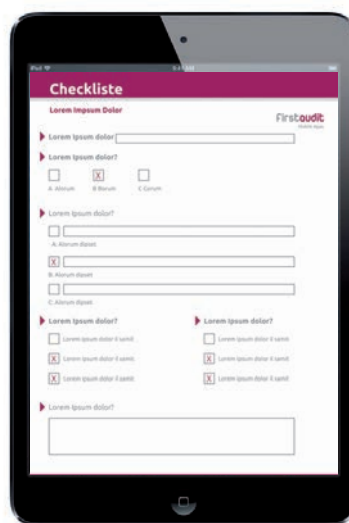 iPad
Checkliste
Lorem Impsum Dolor
Firstaudit
Mobile Apps
Lorem Ipsum dolor
Lorem Ipsum dolor?
X
A: Alorum B Blorum C Corum
Lorem Ipsum dolor?
A: Alorum dipset
X
B: Alorum dipset
C: Alorum dipset
Lorem Ipsum dolor? Lorem Ipsum dolor?
Lorem ipsum dolor il samit Lorem ipsum dolor il samit
X Lorem ipsum dolor il samit X Lorem ipsum dolor il samit
X Lorem ipsum dolor il samit X Lorem ipsum dolor il samit
Lorem Ipsum dolor?